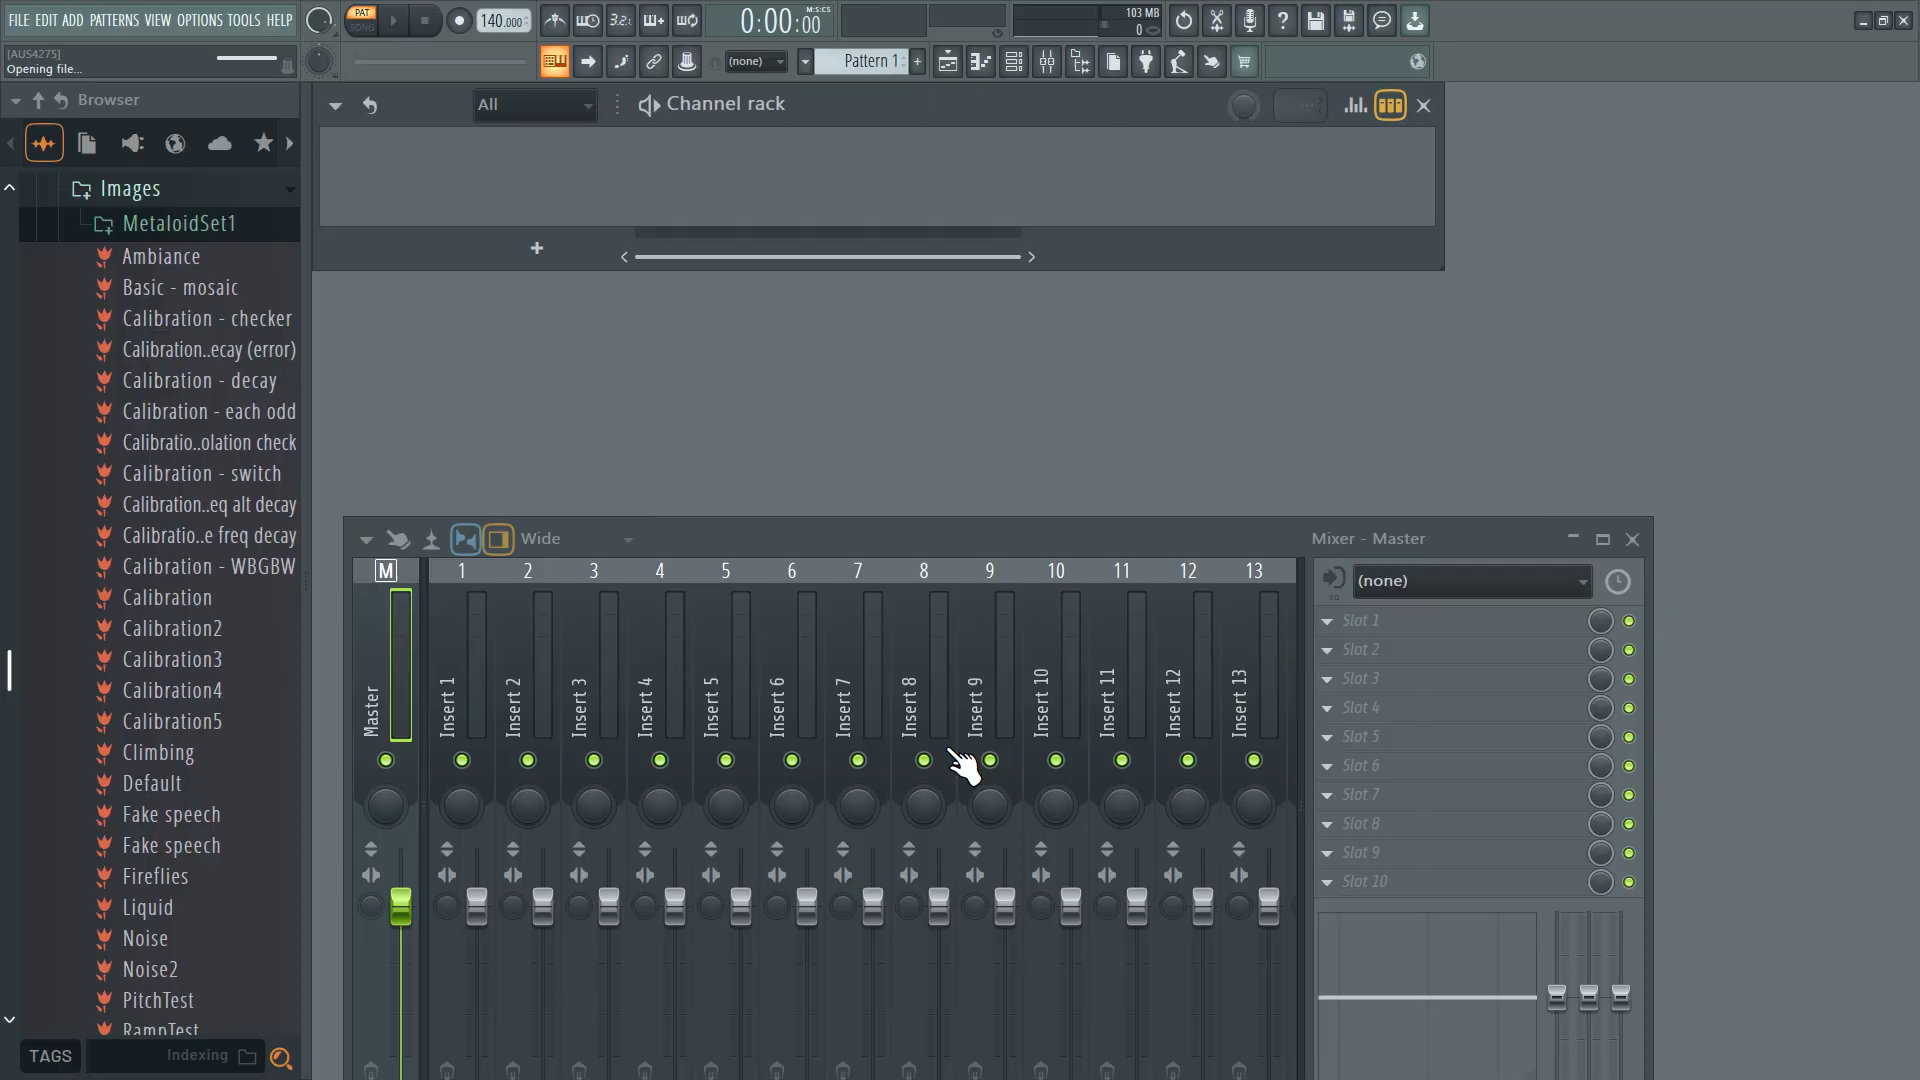 FILE EDIT ADD PATTERNS VIEW OPTIONS TOOLS HELP
PAT
SONG
140.000
3.2.
0:00:00
M:S:CS
103 MB
0
[AUS4275]
Opening file...
(none)
Pattern 1
+
Browser
All
Channel rack
Images
MetaloidSet1
Ambiance
Basic - mosaic
Calibration - checker
Calibration..ecay (error)
Calibration - decay
Calibration - each odd
Calibratio..olation check
Calibration - switch
Calibration..eq alt decay
Calibratio..e freq decay
Calibration - WBGBW
Calibration
Calibration2
Calibration3
Calibration4
Calibration5
Climbing
Default
Fake speech
Fake speech
Fireflies
Liquid
Noise
Noise2
PitchTest
RampTest
TAGS
Indexing
Wide
Mixer - Master
M 1 2 3 4 5 6 7 8 9 10 11 12 13
Master
Insert 1
Insert 2
Insert 3
Insert 4
Insert 5
Insert 6
Insert 7
Insert 8
Insert 9
Insert 10
Insert 11
Insert 12
Insert 13
(none)
Slot 1
Slot 2
Slot 3
Slot 4
Slot 5
Slot 6
Slot 7
Slot 8
Slot 9
Slot 10